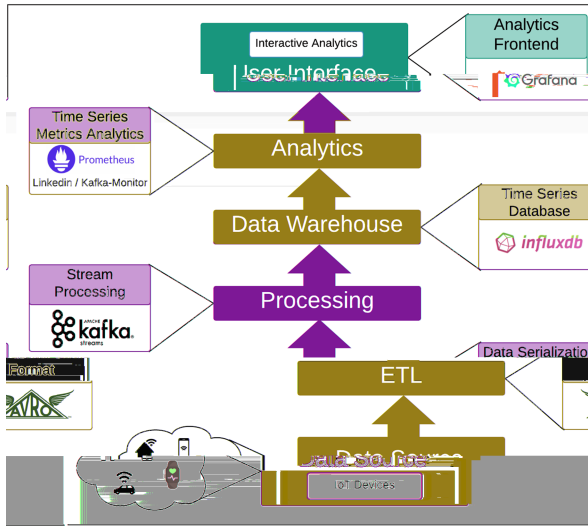 Interactive Analytics
User Interface
Analytics
Frontend
Grafana
Time Series
Metrics Analytics
Prometheus
Linkedin / Kafka-Monitor
Analytics
Data Warehouse
Time Series
Database
influxdb
Stream
Processing
APACHE
kafka®
streams
Processing
Data Serializatio
Format
AVRO
ETL
Data Source
IoT Devices